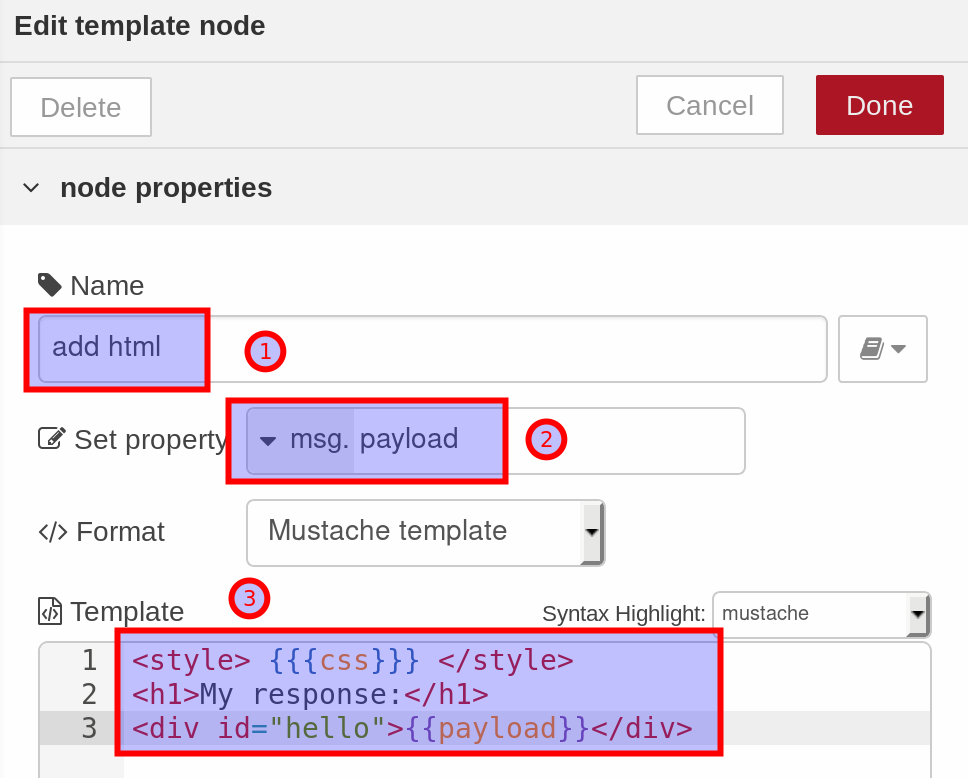 Edit template node
Delete Cancel Done
node properties
Name
add html 1
Set property msg. payload 2
Format Mustache template
Template 3 Syntax Highlight: mustache
1 <style> {{{css}}} </style>
2 <h1>My response:</h1>
3 <div id="hello">{{payload}}</div>